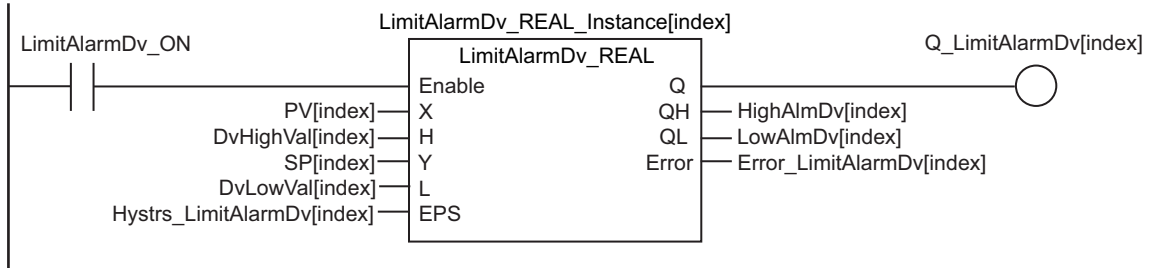 LimitAlarmDv_REAL_Instance[index]
LimitAlarmDv_ON
LimitAlarmDv_REAL
Q_LimitAlarmDv[index]
Enable Q
PV[index] X QH HighAlmDv[index]
DvHighVal[index] H QL LowAlmDv[index]
SP[index] Y Error Error_LimitAlarmDv[index]
DvLowVal[index] L
Hystrs_LimitAlarmDv[index] EPS